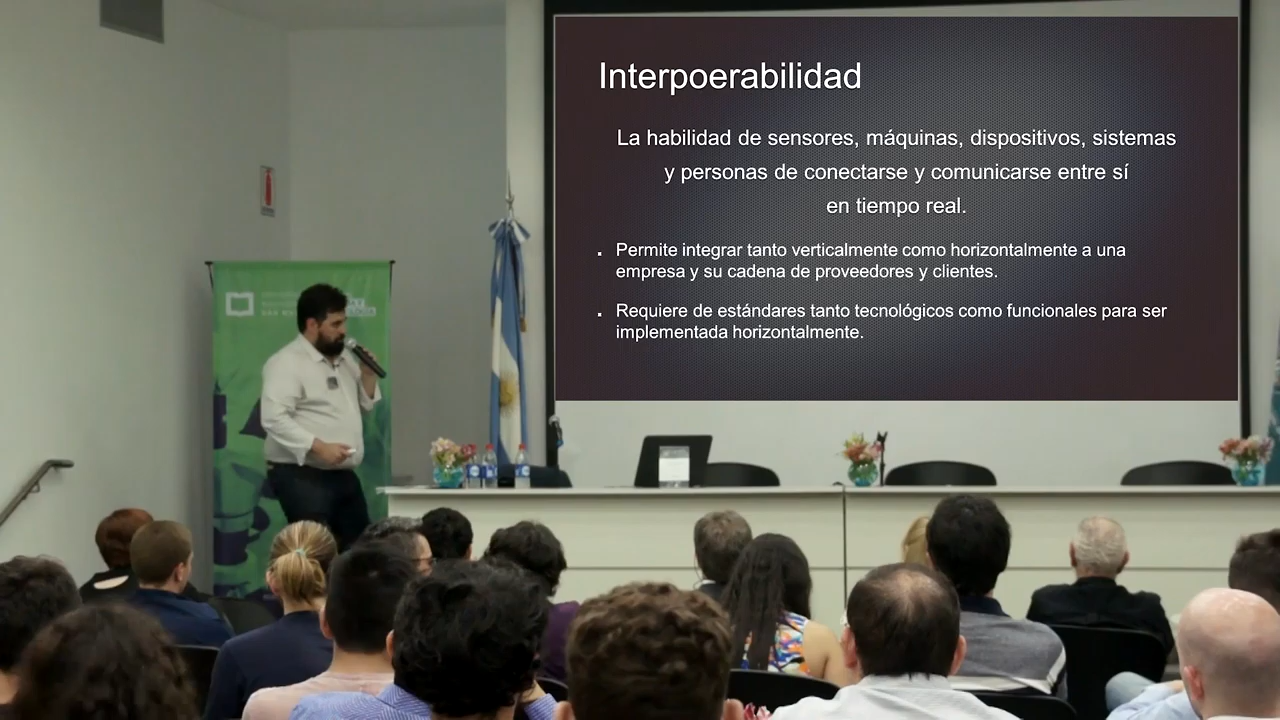 Interpoerabilidad
La habilidad de sensores, máquinas, dispositivos, sistemas
y personas de conectarse y comunicarse entre sí
en tiempo real.
Permite integrar tanto verticalmente como horizontalmente a una
empresa y su cadena de proveedores y clientes.
Requiere de estándares tanto tecnológicos como funcionales para ser
implementada horizontalmente.